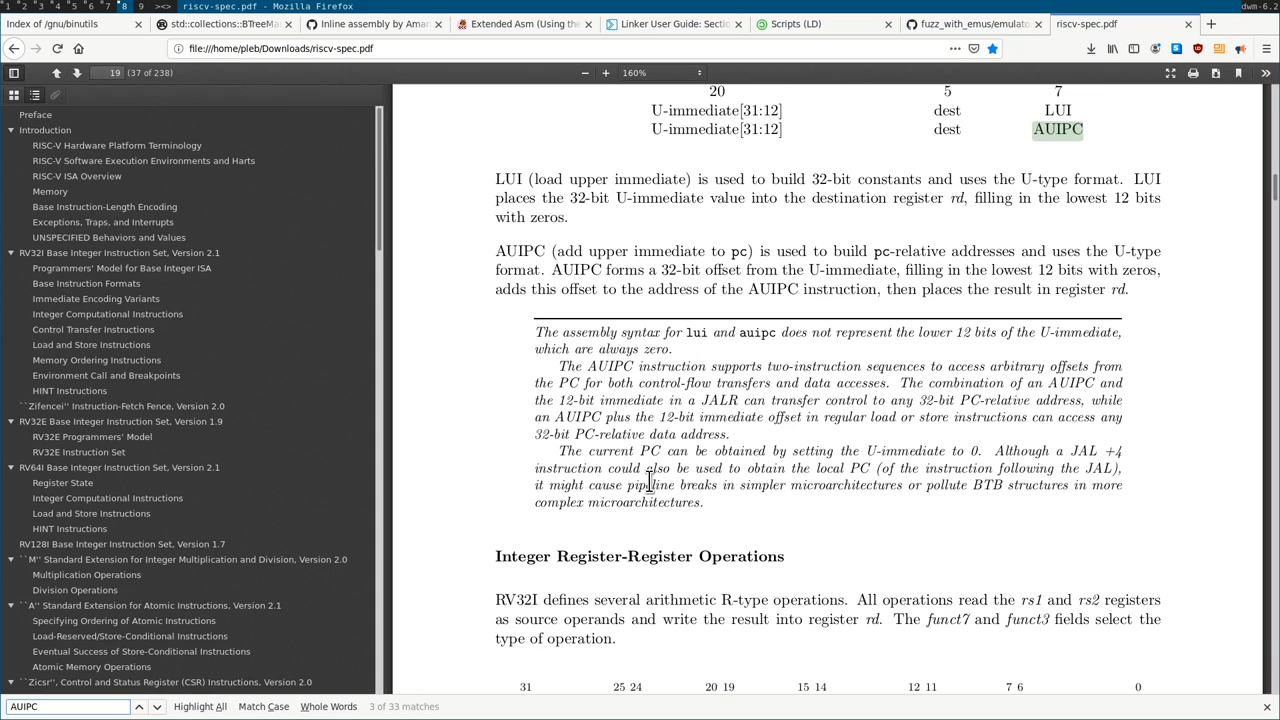 1 2 3 4 5 6 7 8 9 ><> riscv-spec.pdf - Mozilla Firefox dwm-6.2
Index of /gnu/binutils
std::collections::BTreeMa
Inline assembly by Aman
Extended Asm (Using the
Linker User Guide: Sectio
Scripts (LD)
fuzz_with_emus/emulato
riscv-spec.pdf
file:///home/pleb/Downloads/riscv-spec.pdf
19 (37 of 238) 160%
Preface
Introduction
RISC-V Hardware Platform Terminology
RISC-V Software Execution Environments and Harts
RISC-V ISA Overview
Memory
Base Instruction-Length Encoding
Exceptions, Traps, and Interrupts
UNSPECIFIED Behaviors and Values
RV32I Base Integer Instruction Set, Version 2.1
Programmers' Model for Base Integer ISA
Base Instruction Formats
Immediate Encoding Variants
Integer Computational Instructions
Control Transfer Instructions
Load and Store Instructions
Memory Ordering Instructions
Environment Call and Breakpoints
HINT Instructions
``Zifencei'' Instruction-Fetch Fence, Version 2.0
RV32E Base Integer Instruction Set, Version 1.9
RV32E Programmers' Model
RV32E Instruction Set
RV64I Base Integer Instruction Set, Version 2.1
Register State
Integer Computational Instructions
Load and Store Instructions
HINT Instructions
RV128I Base Integer Instruction Set, Version 1.7
``M'' Standard Extension for Integer Multiplication and Division, Version 2.0
Multiplication Operations
Division Operations
``A'' Standard Extension for Atomic Instructions, Version 2.1
Specifying Ordering of Atomic Instructions
Load-Reserved/Store-Conditional Instructions
Eventual Success of Store-Conditional Instructions
Atomic Memory Operations
``Zicsr'', Control and Status Register (CSR) Instructions, Version 2.0
20 5 7
U-immediate[31:12] dest LUI
U-immediate[31:12] dest AUIPC
LUI (load upper immediate) is used to build 32-bit constants and uses the U-type format. LUI
places the 32-bit U-immediate value into the destination register rd, filling in the lowest 12 bits
with zeros.
AUIPC (add upper immediate to pc) is used to build pc-relative addresses and uses the U-type
format. AUIPC forms a 32-bit offset from the U-immediate, filling in the lowest 12 bits with zeros,
adds this offset to the address of the AUIPC instruction, then places the result in register rd.
The assembly syntax for lui and auipc does not represent the lower 12 bits of the U-immediate,
which are always zero.
The AUIPC instruction supports two-instruction sequences to access arbitrary offsets from
the PC for both control-flow transfers and data accesses. The combination of an AUIPC and
the 12-bit immediate in a JALR can transfer control to any 32-bit PC-relative address, while
an AUIPC plus the 12-bit immediate offset in regular load or store instructions can access any
32-bit PC-relative data address.
The current PC can be obtained by setting the U-immediate to 0. Although a JAL +4
instruction could also be used to obtain the local PC (of the instruction following the JAL),
it might cause pipeline breaks in simpler microarchitectures or pollute BTB structures in more
complex microarchitectures.
Integer Register-Register Operations
RV32I defines several arithmetic R-type operations. All operations read the rs1 and rs2 registers
as source operands and write the result into register rd. The funct7 and funct3 fields select the
type of operation.
31 25 24 20 19 15 14 12 11 7 6 0
AUIPC Highlight All Match Case Whole Words 3 of 33 matches